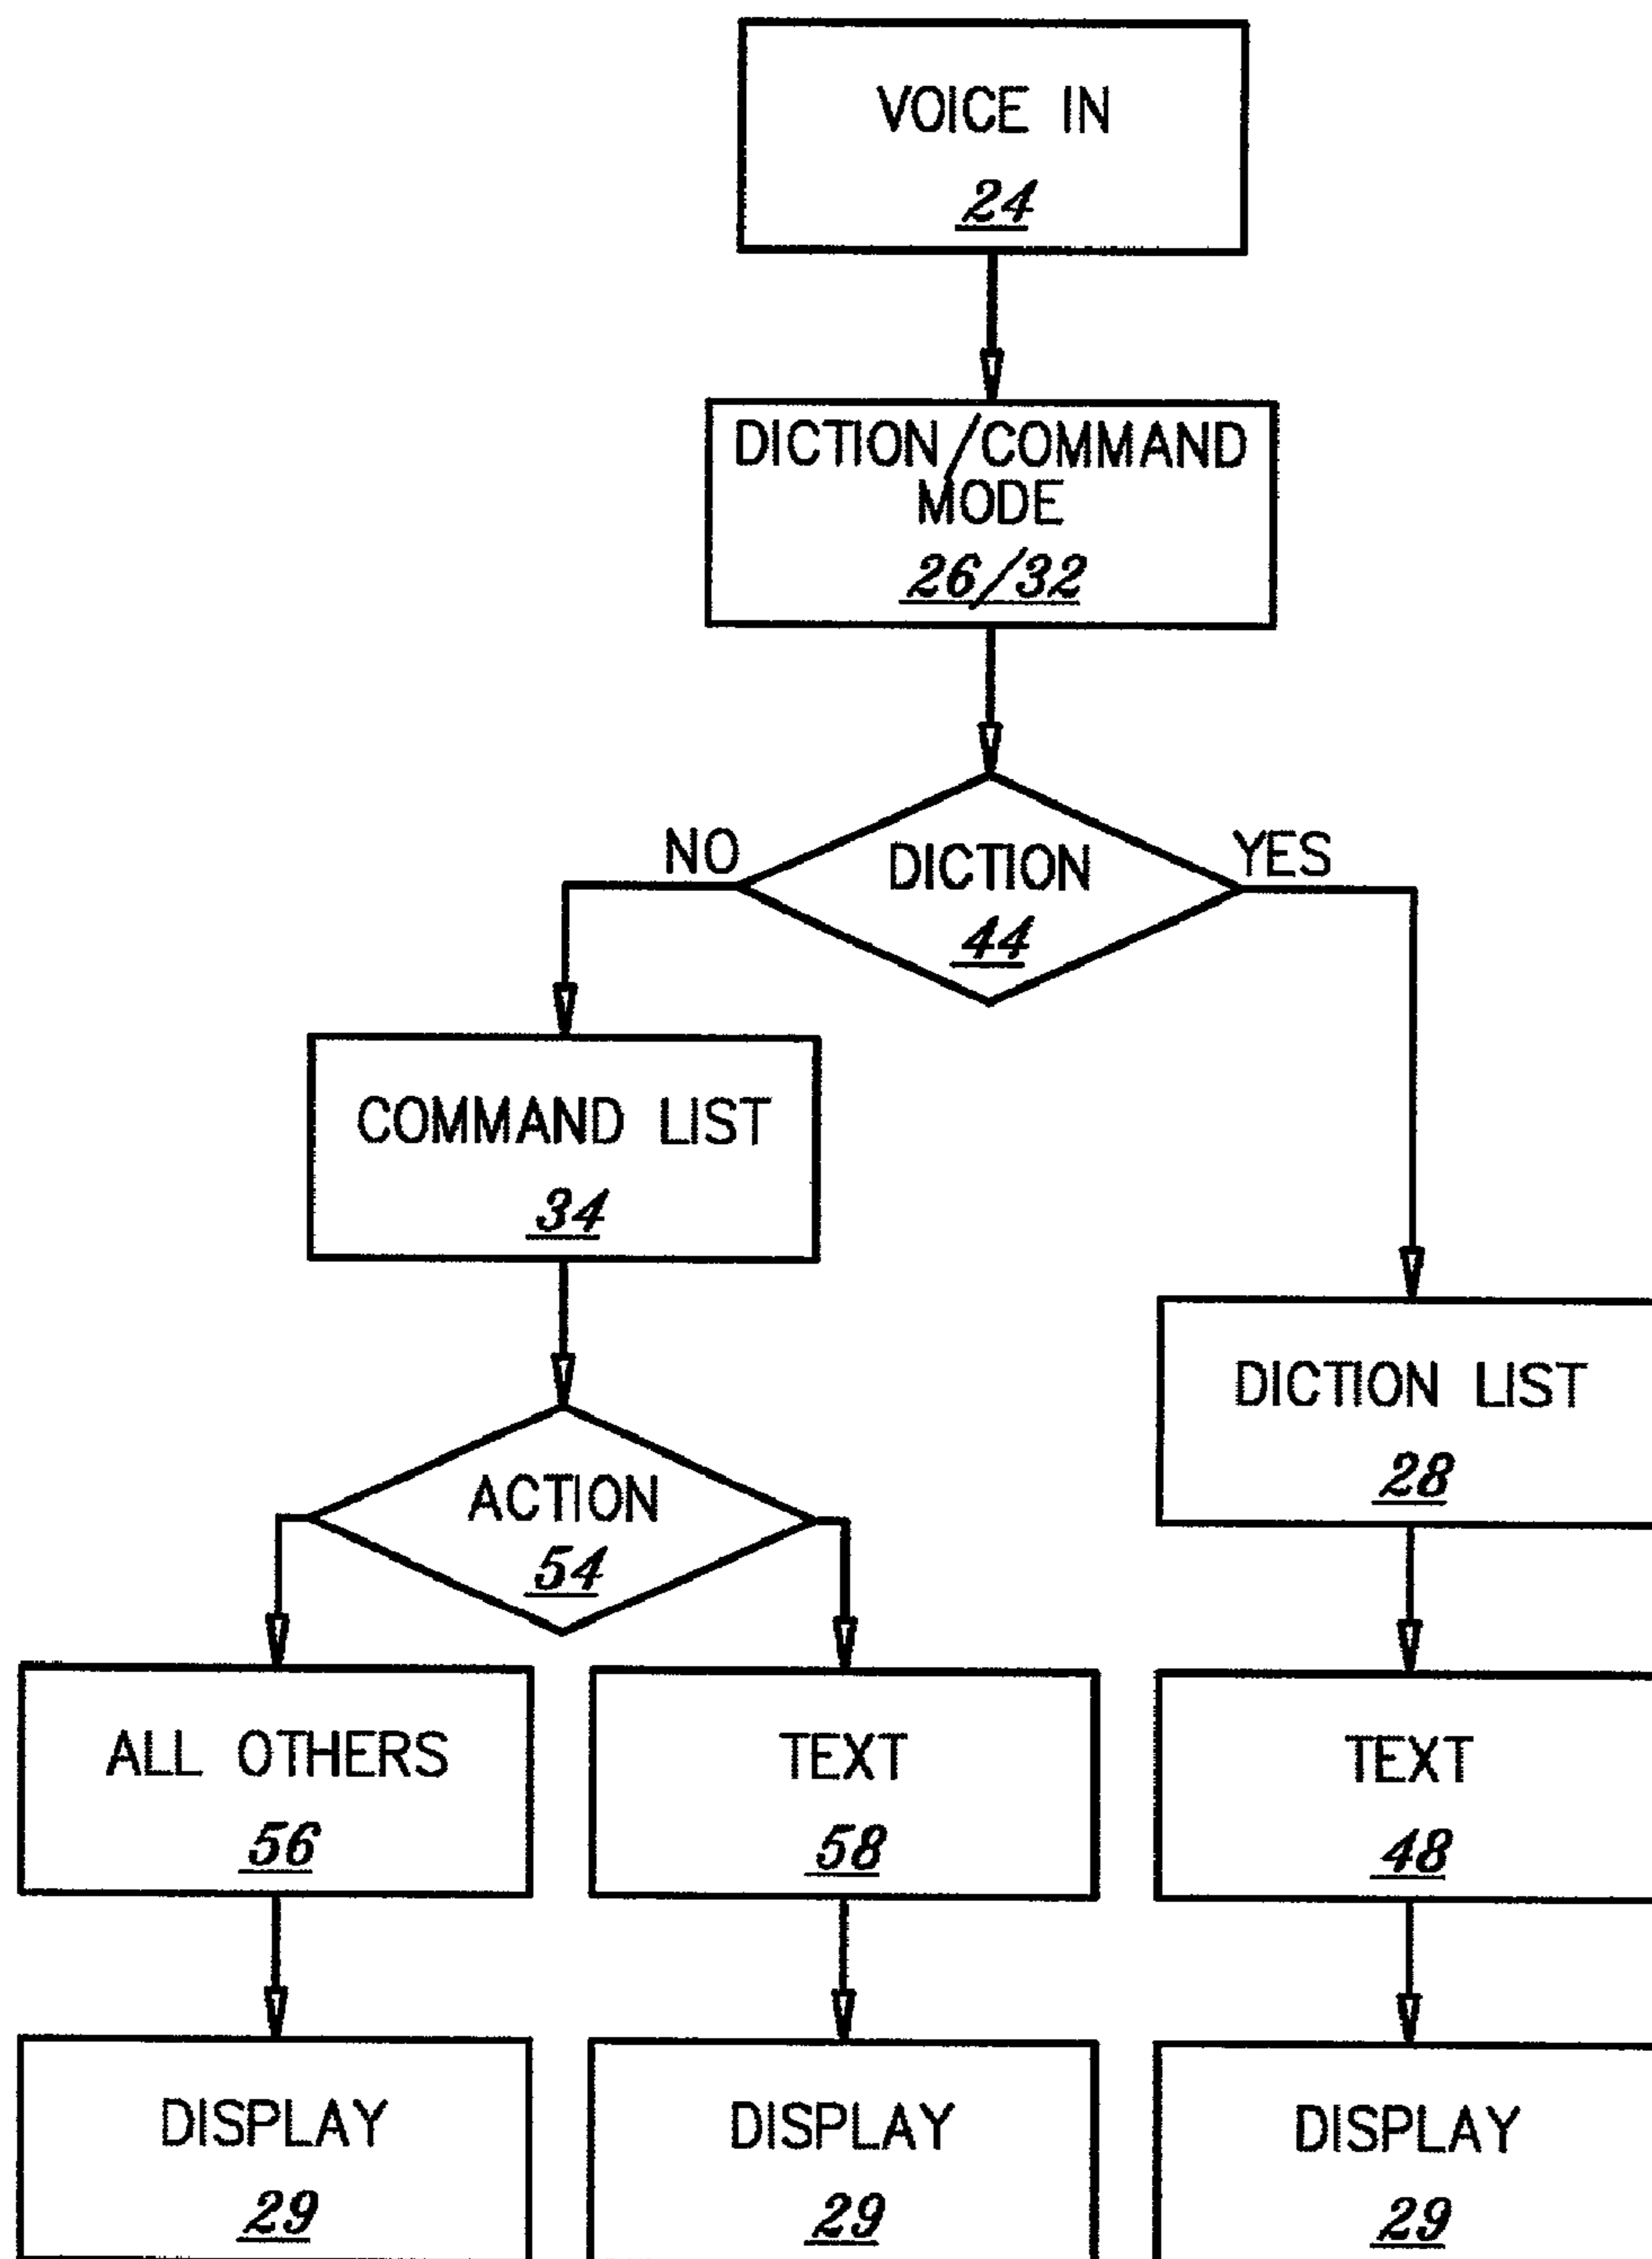 VOICE IN
24
DICTION/COMMAND
MODE
26/32
NO
DICTION
YES
44
COMMAND LIST
34
DICTION LIST
28
ACTION
54
ALL OTHERS
56
TEXT
58
TEXT
48
DISPLAY
29
DISPLAY
29
DISPLAY
29